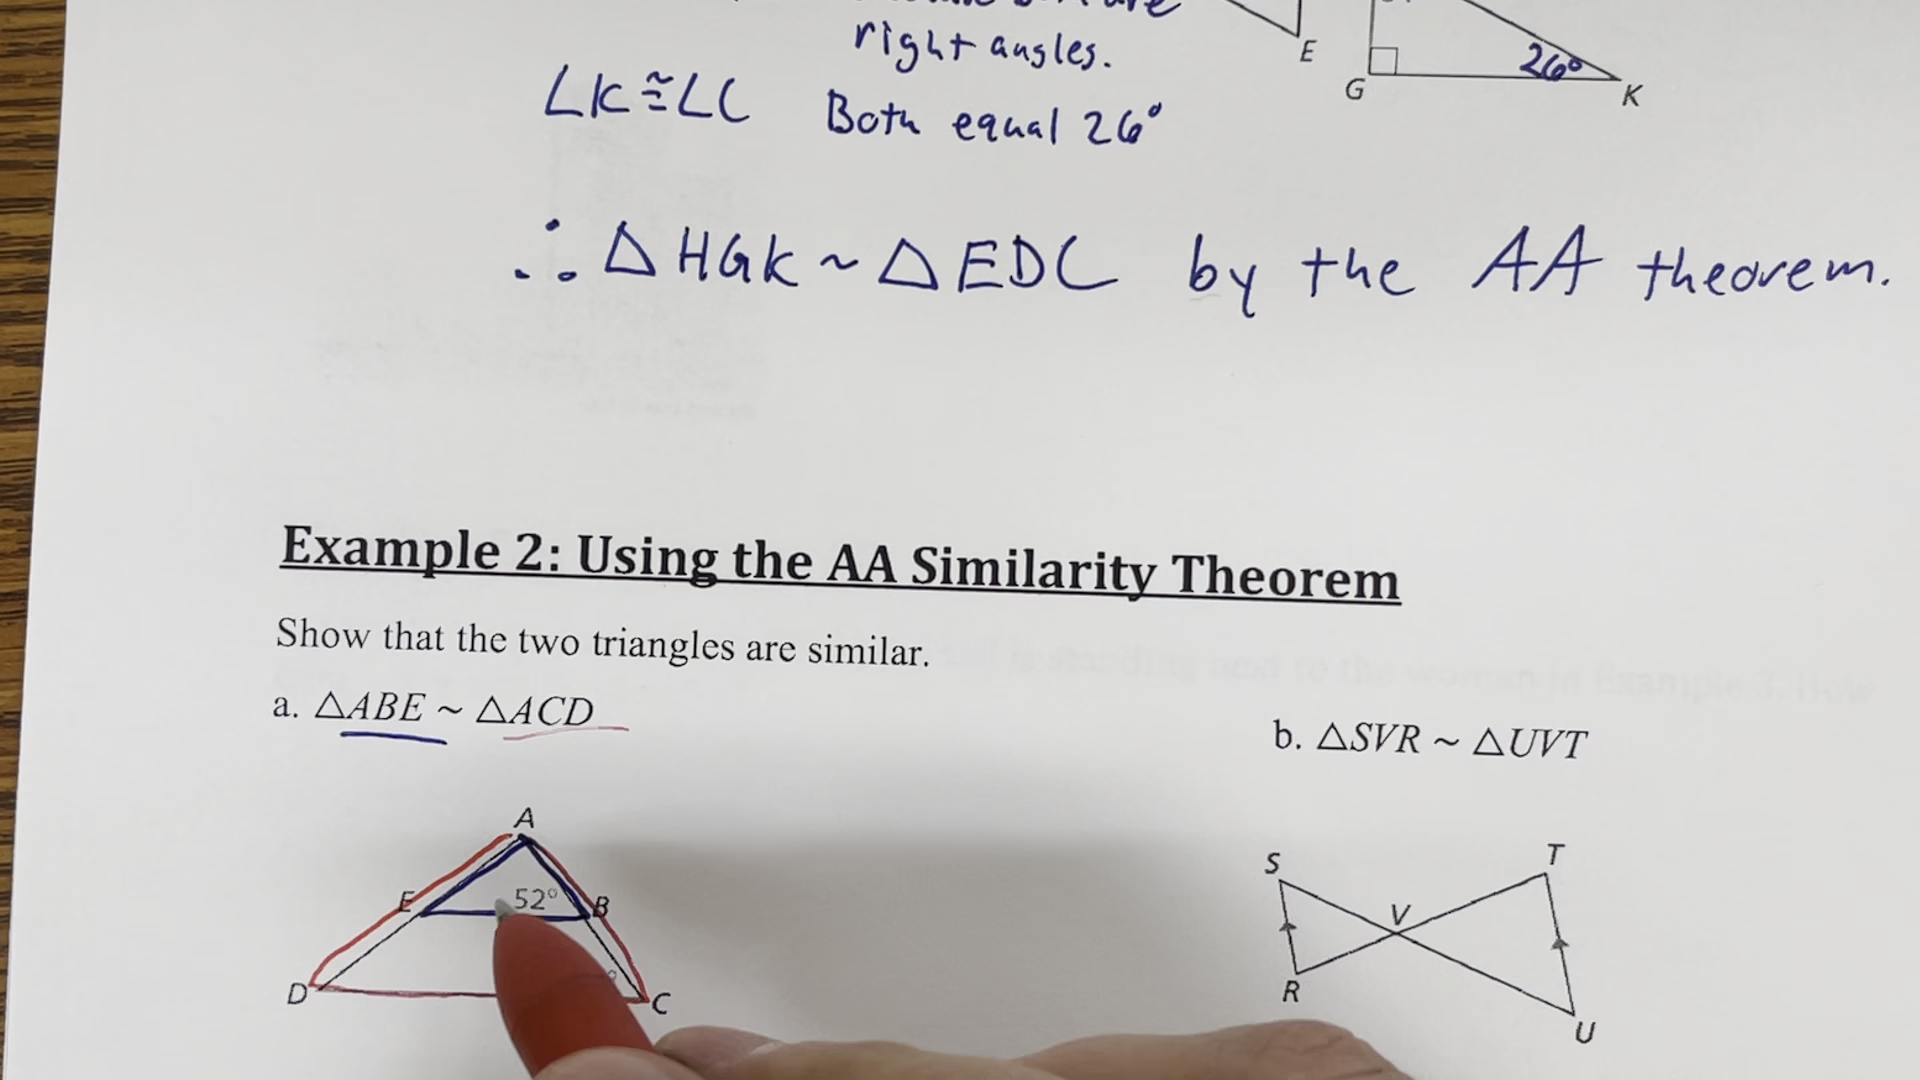 right angles.
E
26°
G
K
∠K ≅ ∠C Both equal 26°
∴ △HGK ~ △EDC by the AA theorem.
Example 2: Using the AA Similarity Theorem
Show that the two triangles are similar.
a. △ABE ~ △ACD
b. △SVR ~ △UVT
A
E
52°
B
D
C
S
T
V
R
U